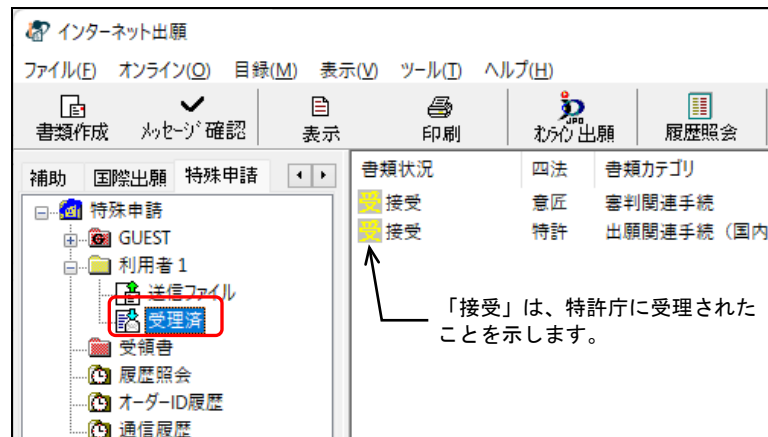 インターネット出願
ファイル(F) オンライン(O) 目録(M) 表示(V) ツール(T) ヘルプ(H)
書類作成 メッセージ確認 表示 印刷 JPO オンライン出願 履歴照会
補助 国際出願 特殊申請
書類状況 四法 書類カテゴリ
特殊申請
受 接受 意匠 審判関連手続
GUEST
受 接受 特許 出願関連手続（国内
利用者１
送信ファイル
受理済
「接受」は、特許庁に受理された
ことを示します。
受領書
履歴照会
オーダーID履歴
通信履歴